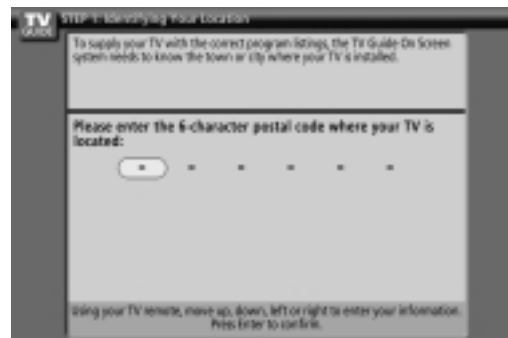 TV
GUIDE
STEP 1: Identifying Your Location
To supply your TV with the correct program listings, the TV Guide On Screen
system needs to know the town or city where your TV is installed.
Please enter the 6-character postal code where your TV is
located:
- - - - - -
Using your TV remote, move up, down, left or right to enter your information.
Press Enter to confirm.